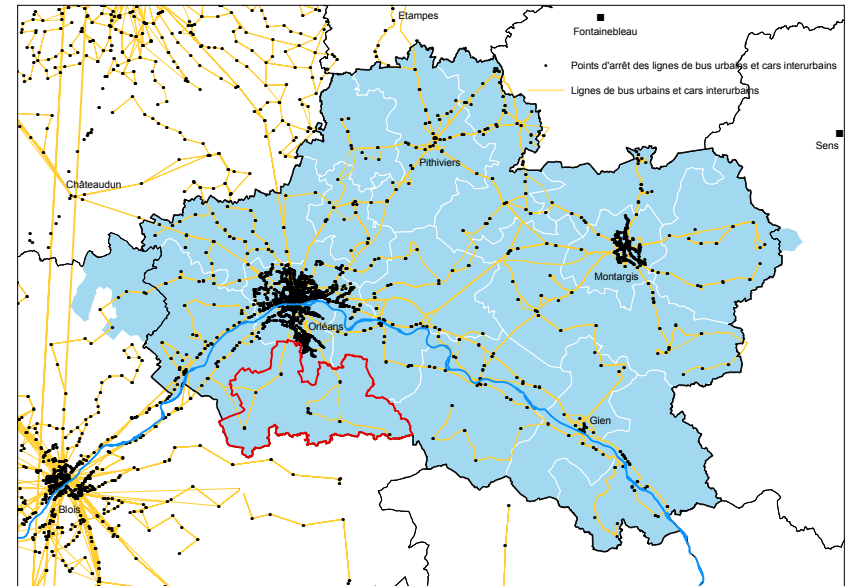 Etampes
Fontainebleau
Points d'arrêt des lignes de bus urbains et cars interurbains
Lignes de bus urbains et cars interurbains
Sens
Pithiviers
Châteaudun
Montargis
Orléans
Gien
Blois